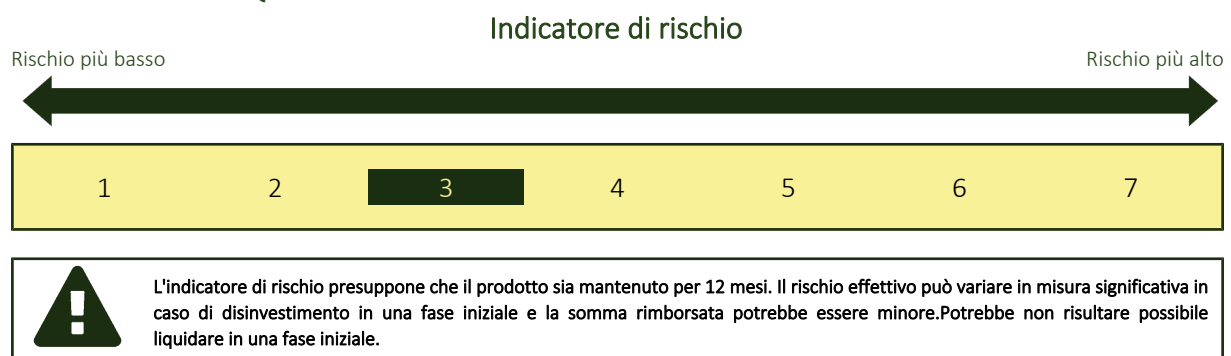 Indicatore di rischio
Rischio più basso
Rischio più alto
1 2 3 4 5 6 7
L'indicatore di rischio presuppone che il prodotto sia mantenuto per 12 mesi. Il rischio effettivo può variare in misura significativa in
caso di disinvestimento in una fase iniziale e la somma rimborsata potrebbe essere minore.Potrebbe non risultare possibile
liquidare in una fase iniziale.